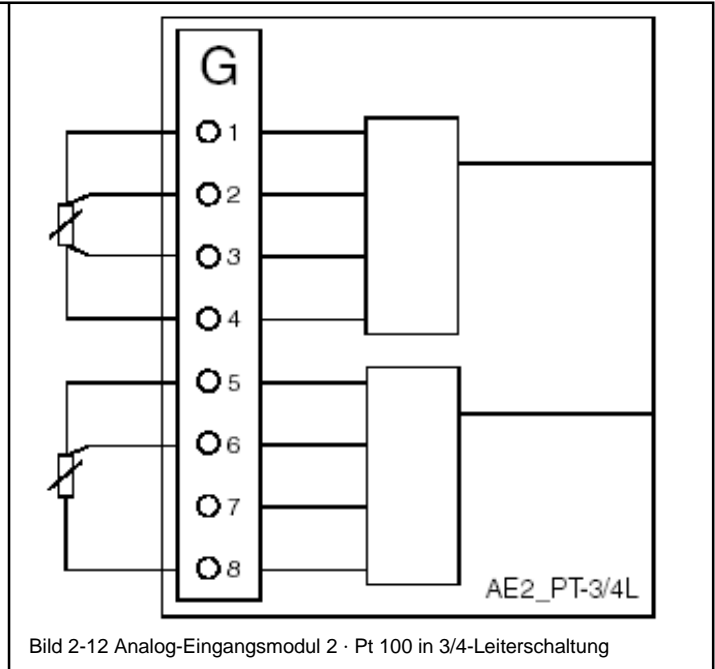 G
1
2
3
4
5
6
7
8
AE2_PT-3/4L
Bild 2-12 Analog-Eingangsmodul 2 · Pt 100 in 3/4-Leiterschaltung